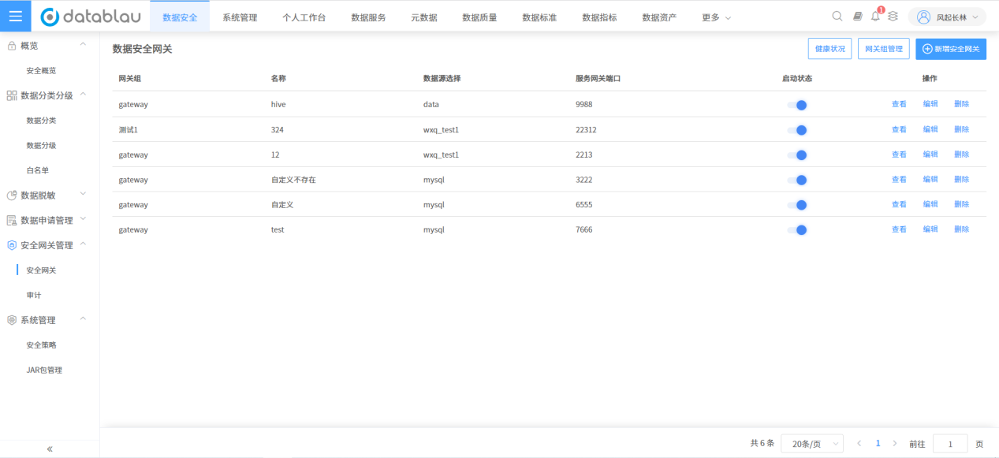 datablau 数据安全 系统管理 个人工作台 数据服务 元数据 数据质量 数据标准 数据指标 数据资产 更多 1 风起长林
概览
安全概览
数据分类分级
数据分类
数据分级
白名单
数据脱敏
数据申请管理
安全网关管理
安全网关
审计
系统管理
安全策略
JAR包管理
数据安全网关 健康状况 网关组管理 新增安全网关
网关组 名称 数据源选择 服务网关端口 启动状态 操作
gateway hive data 9988 查看 编辑 删除
测试1 324 wxq_test1 22312 查看 编辑 删除
gateway 12 wxq_test1 2213 查看 编辑 删除
gateway 自定义不存在 mysql 3222 查看 编辑 删除
gateway 自定义 mysql 6555 查看 编辑 删除
gateway test mysql 7666 查看 编辑 删除
共 6 条 20条/页 1 前往 1 页